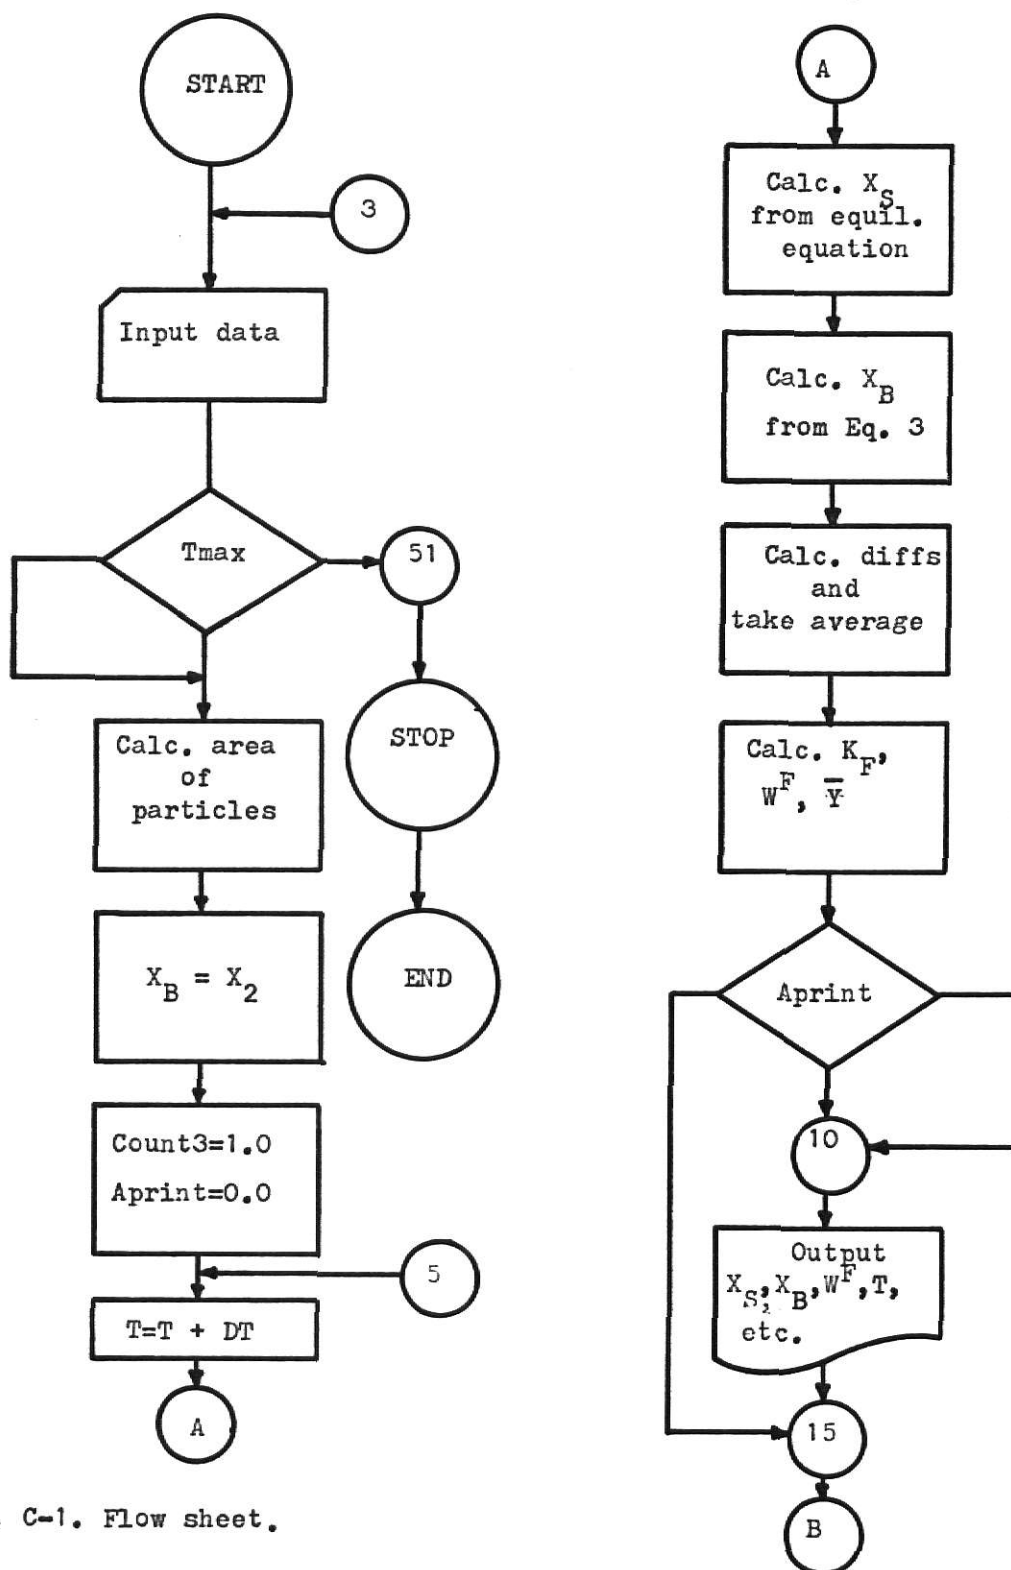 START
3
Input data
Tmax
51
STOP
END
Calc. area
of
particles
X_B = X_2
Count3=1.0
Aprint=0.0
5
T=T + DT
A
C-1. Flow sheet.
A
Calc. X_S
from equil.
equation
Calc. X_B
from Eq. 3
Calc. diffs
and
take average
Calc. K_F,
W^F, Y̅
Aprint
10
Output
X_S, X_B, W^F, T,
etc.
15
B